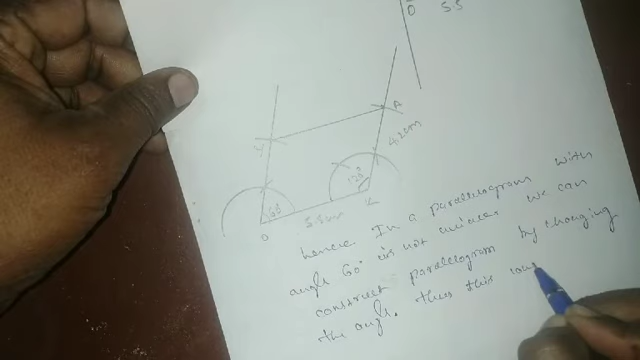 O 5.5
A
Y
4.2cm
60°
120°
5.5cm
O
K
hence. In a parallelogram with
angle 60° is not unique we can
construct parallelogram by changing
the angle. thus this